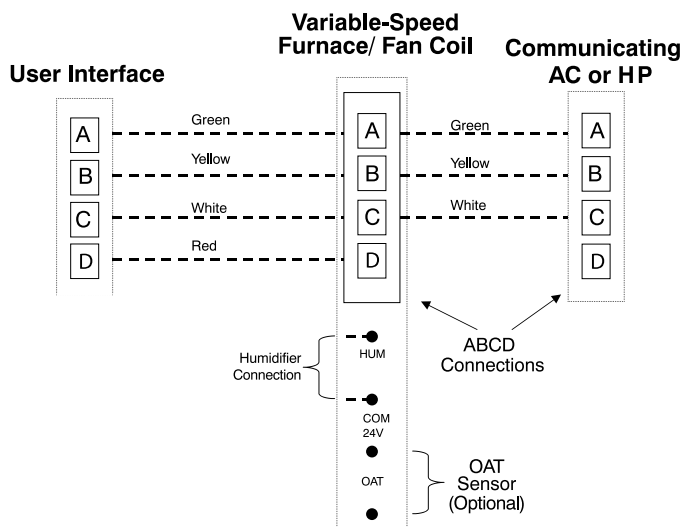 Variable-Speed
Furnace/ Fan Coil
User Interface
Communicating
AC or HP
A Green A Green A
B Yellow B Yellow B
C White C White C
D Red D D
Humidifier
Connection
HUM
COM
24V
OAT
ABCD
Connections
OAT
Sensor
(Optional)